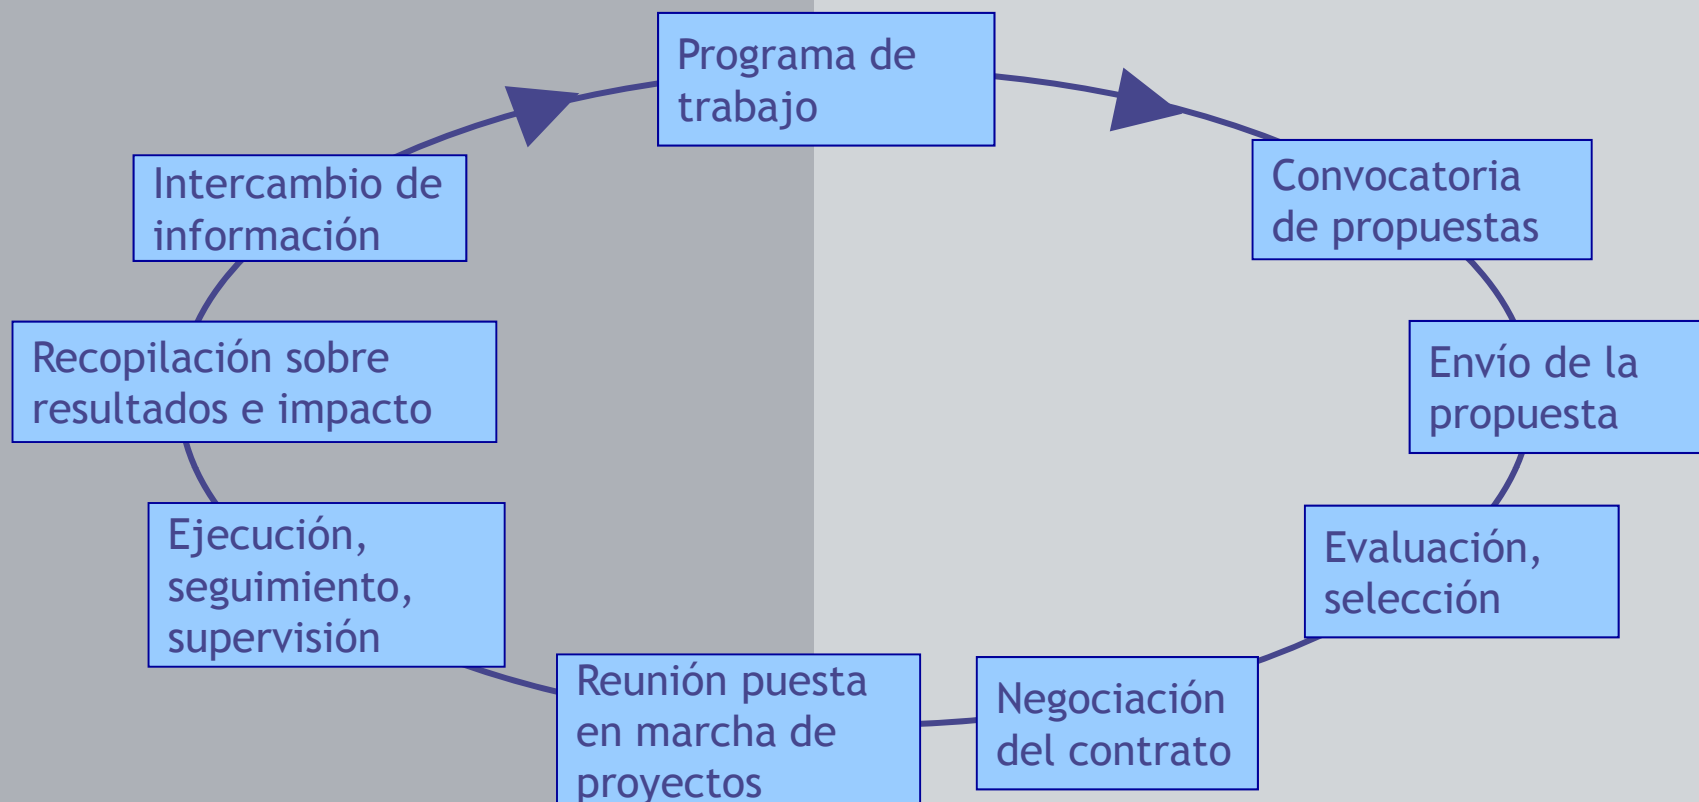 Programa de
trabajo
Convocatoria
de propuestas
Envío de la
propuesta
Evaluación,
selección
Negociación
del contrato
Reunión puesta
en marcha de
proyectos
Ejecución,
seguimiento,
supervisión
Recopilación sobre
resultados e impacto
Intercambio de
información